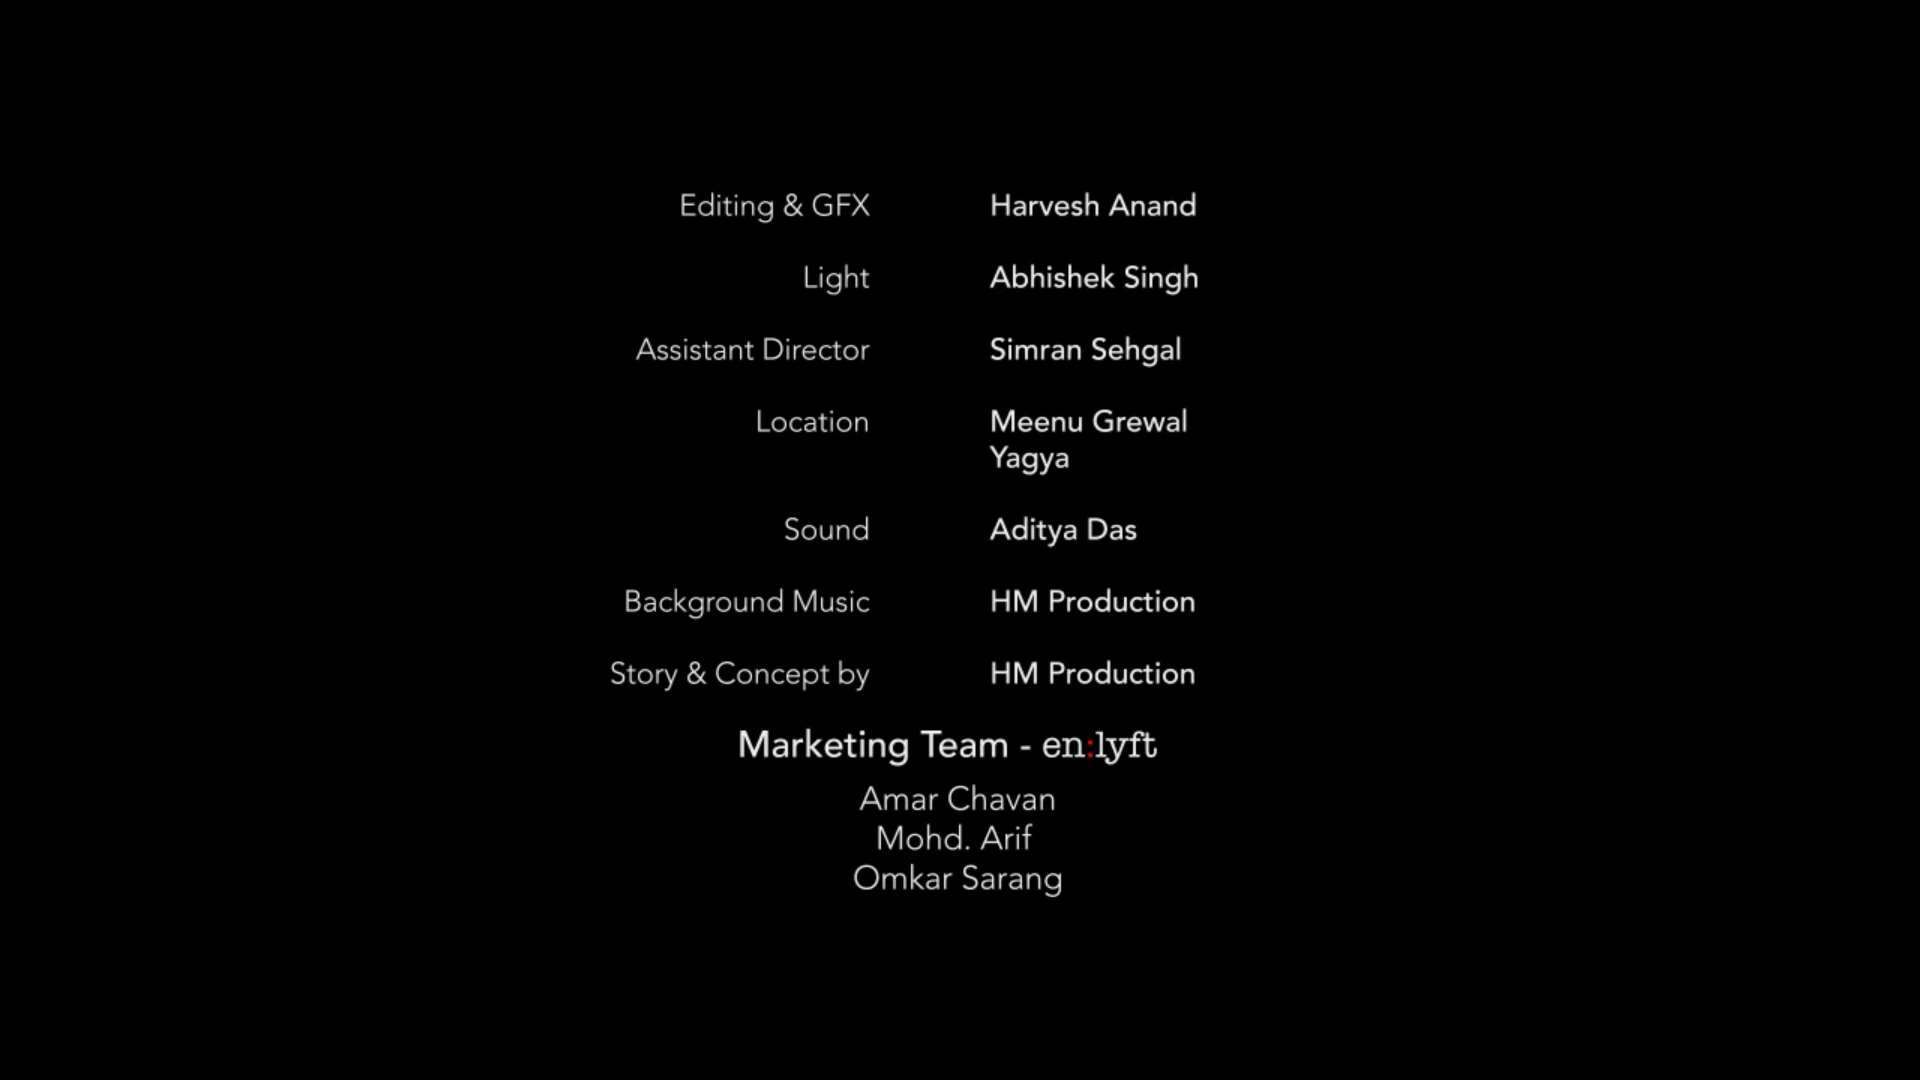 Editing & GFX Harvesh Anand
Light Abhishek Singh
Assistant Director Simran Sehgal
Location Meenu Grewal
Yagya
Sound Aditya Das
Background Music HM Production
Story & Concept by HM Production
Marketing Team - en:lyft
Amar Chavan
Mohd. Arif
Omkar Sarang